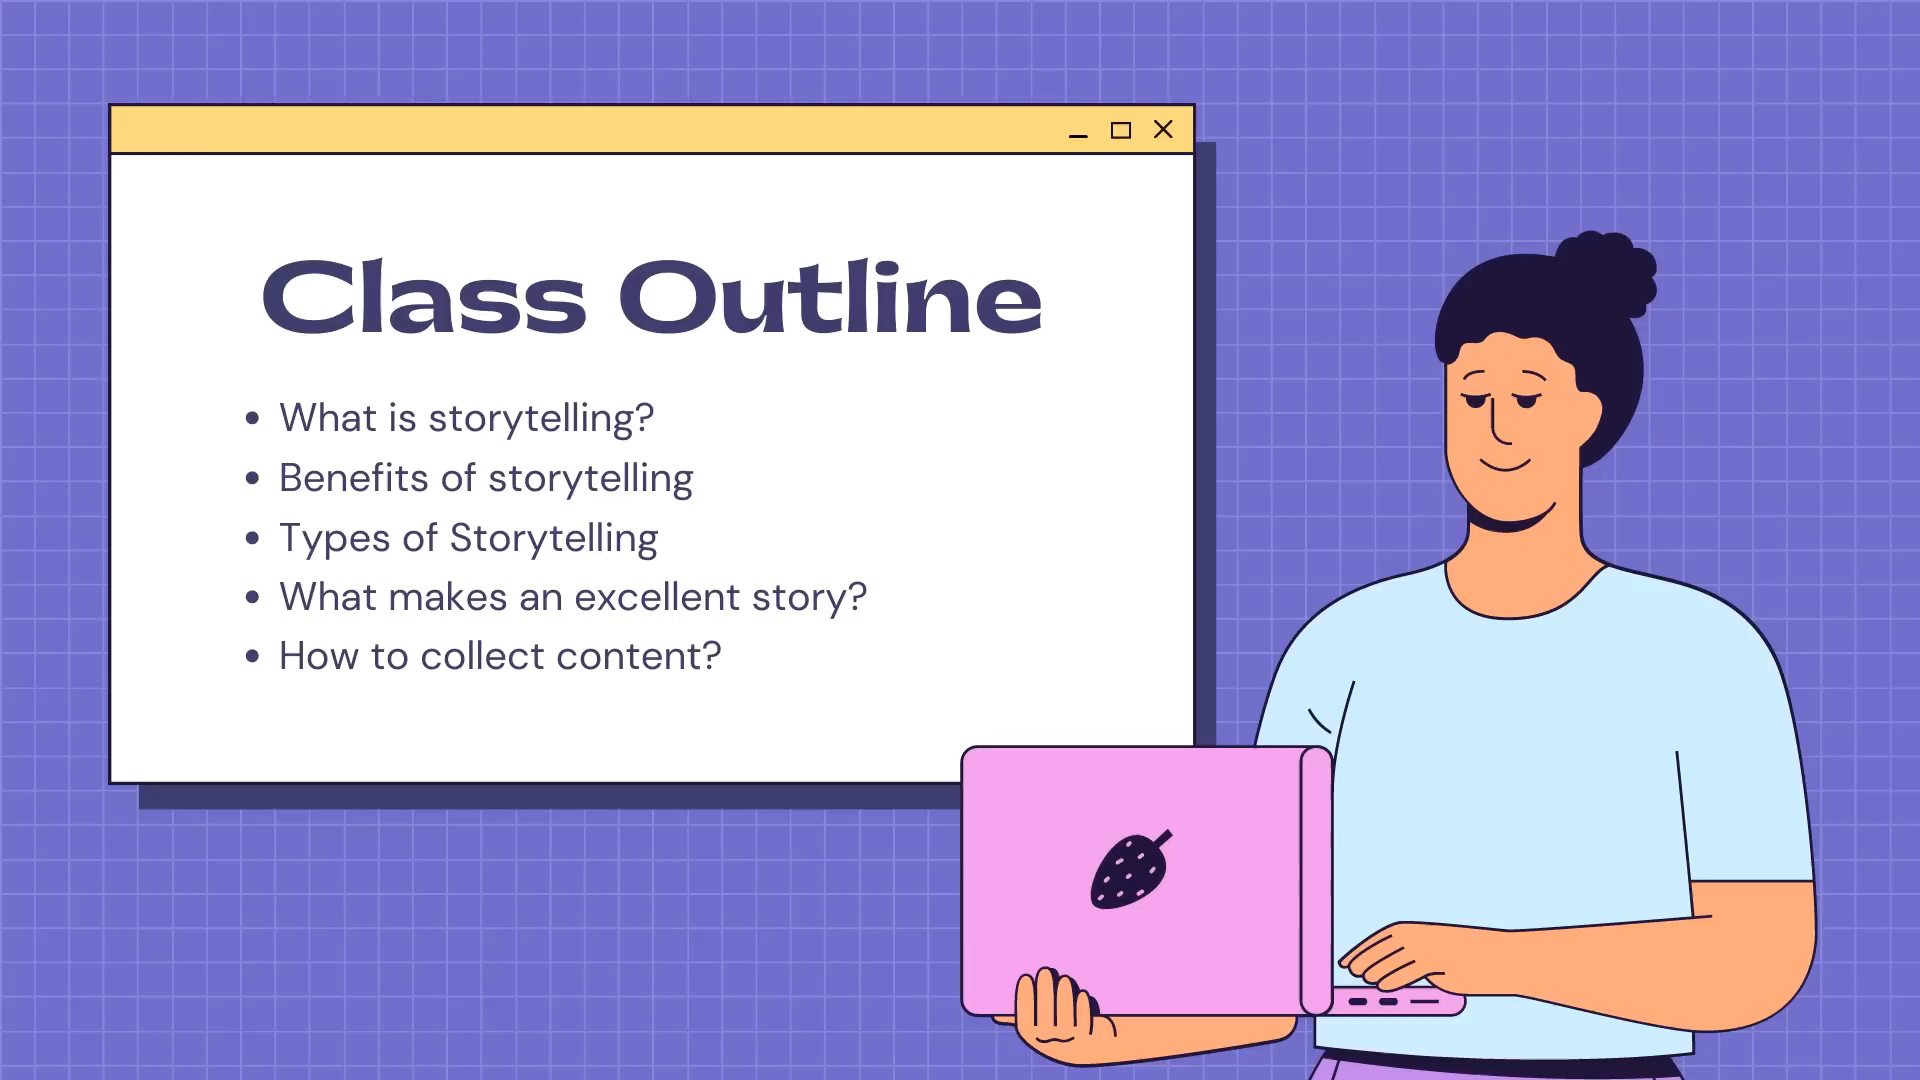 Class Outline
• What is storytelling?
• Benefits of storytelling
• Types of Storytelling
• What makes an excellent story?
• How to collect content?